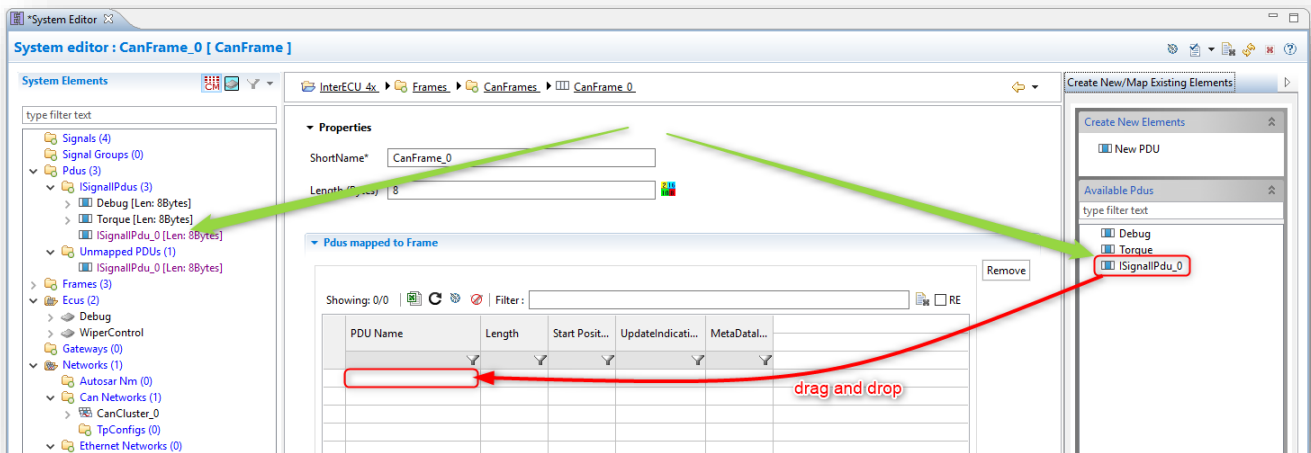 *System Editor
System editor : CanFrame_0 [ CanFrame ]
System Elements
CM
type filter text
Signals (4)
Signal Groups (0)
Pdus (3)
ISignalIPdus (3)
Debug [Len: 8Bytes]
Torque [Len: 8Bytes]
ISignalIPdu_0 [Len: 8Bytes]
Unmapped PDUs (1)
ISignalIPdu_0 [Len: 8Bytes]
Frames (3)
Ecus (2)
Debug
WiperControl
Gateways (0)
Networks (1)
Autosar Nm (0)
Can Networks (1)
CanCluster_0
TpConfigs (0)
Ethernet Networks (0)
InterECU_4x Frames CanFrames CanFrame_0
Properties
ShortName* CanFrame_0
Length (Bytes) 8
Pdus mapped to Frame
Remove
Showing: 0/0 Filter : RE
PDU Name Length Start Posit... UpdateIndicati... MetaDataI...
drag and drop
Create New/Map Existing Elements
Create New Elements
New PDU
Available Pdus
type filter text
Debug
Torque
ISignalIPdu_0